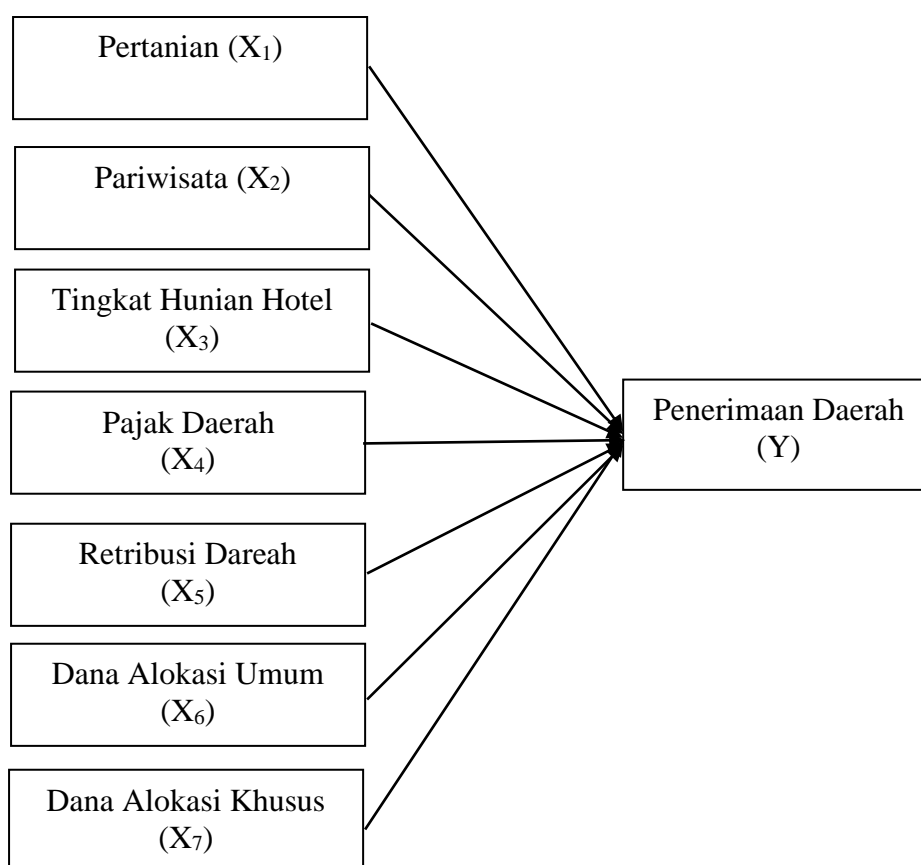 Pertanian (X₁)
Pariwisata (X₂)
Tingkat Hunian Hotel
(X₃)
Pajak Daerah
(X₄)
Retribusi Dareah
(X₅)
Dana Alokasi Umum
(X₆)
Dana Alokasi Khusus
(X₇)
Penerimaan Daerah
(Y)